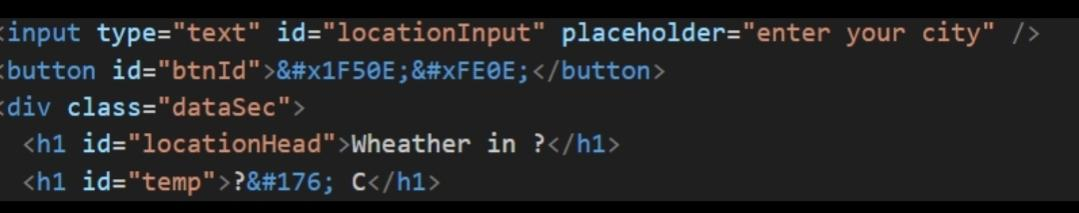 <input type="text" id="locationInput" placeholder="enter your city" />
<button id="btnId">&#x1F50E;&#xFE0E;</button>
<div class="dataSec">
<h1 id="locationHead">Wheather in ?</h1>
<h1 id="temp">?&#176; C</h1>